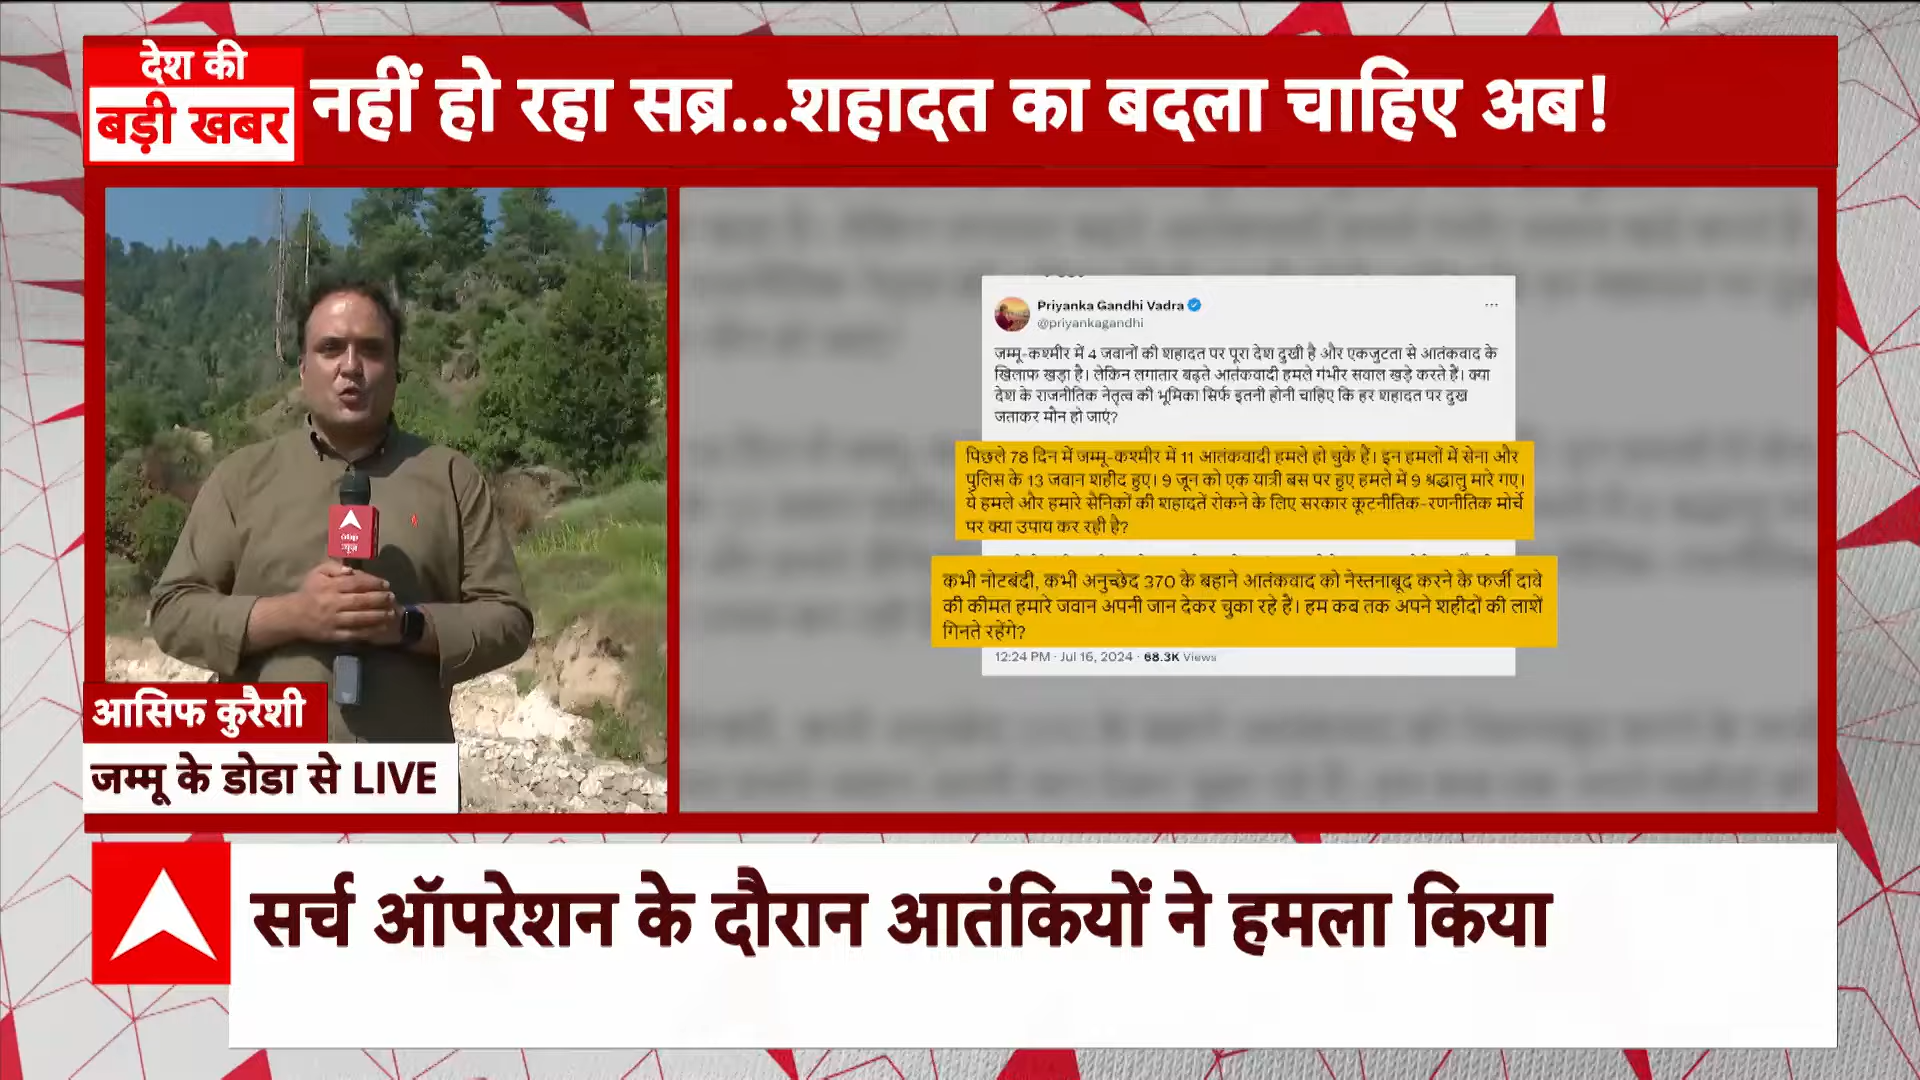 देश की
बड़ी खबर
नहीं हो रहा सब्र...शहादत का बदला चाहिए अब!
Priyanka Gandhi Vadra
@priyankagandhi
जम्मू-कश्मीर में 4 जवानों की शहादत पर पूरा देश दुखी है और एकजुटता से आतंकवाद के
खिलाफ खड़ा है। लेकिन लगातार बढ़ते आतंकवादी हमले गंभीर सवाल खड़े करते हैं। क्या
देश के राजनीतिक नेतृत्व की भूमिका सिर्फ इतनी होनी चाहिए कि हर शहादत पर दुख
जताकर मौन हो जाएं?
पिछले 78 दिन में जम्मू-कश्मीर में 11 आतंकवादी हमले हो चुके हैं। इन हमलों में सेना और
पुलिस के 13 जवान शहीद हुए। 9 जून को एक यात्री बस पर हुए हमले में 9 श्रद्धालु मारे गए।
ये हमले और हमारे सैनिकों की शहादतें रोकने के लिए सरकार कूटनीतिक-रणनीतिक मोर्चे
पर क्या उपाय कर रही है?
कभी नोटबंदी, कभी अनुच्छेद 370 के बहाने आतंकवाद को नेस्तनाबूद करने के फर्जी दावे
की कीमत हमारे जवान अपनी जान देकर चुका रहे हैं। हम कब तक अपने शहीदों की लाशें
गिनते रहेंगे?
12:24 PM · Jul 16, 2024 · 68.3K Views
abp
न्यूज़
आसिफ कुरैशी
जम्मू के डोडा से LIVE
सर्च ऑपरेशन के दौरान आतंकियों ने हमला किया